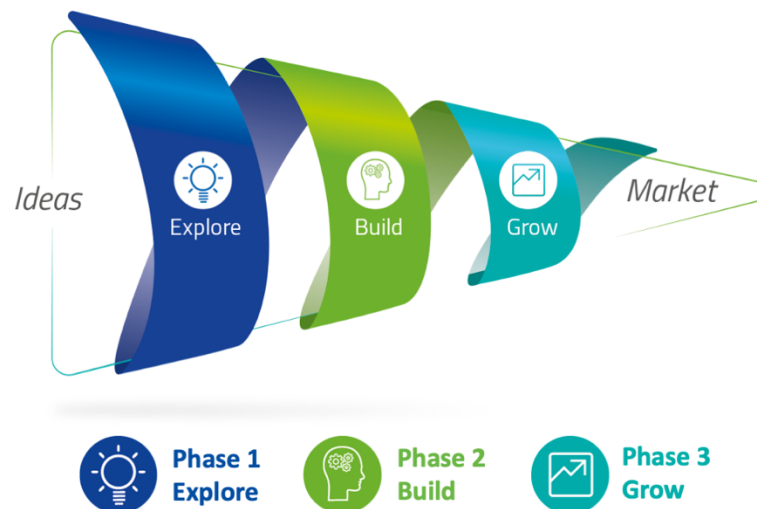 Ideas
Explore
Build
Grow
Market
Phase 1
Explore
Phase 2
Build
Phase 3
Grow